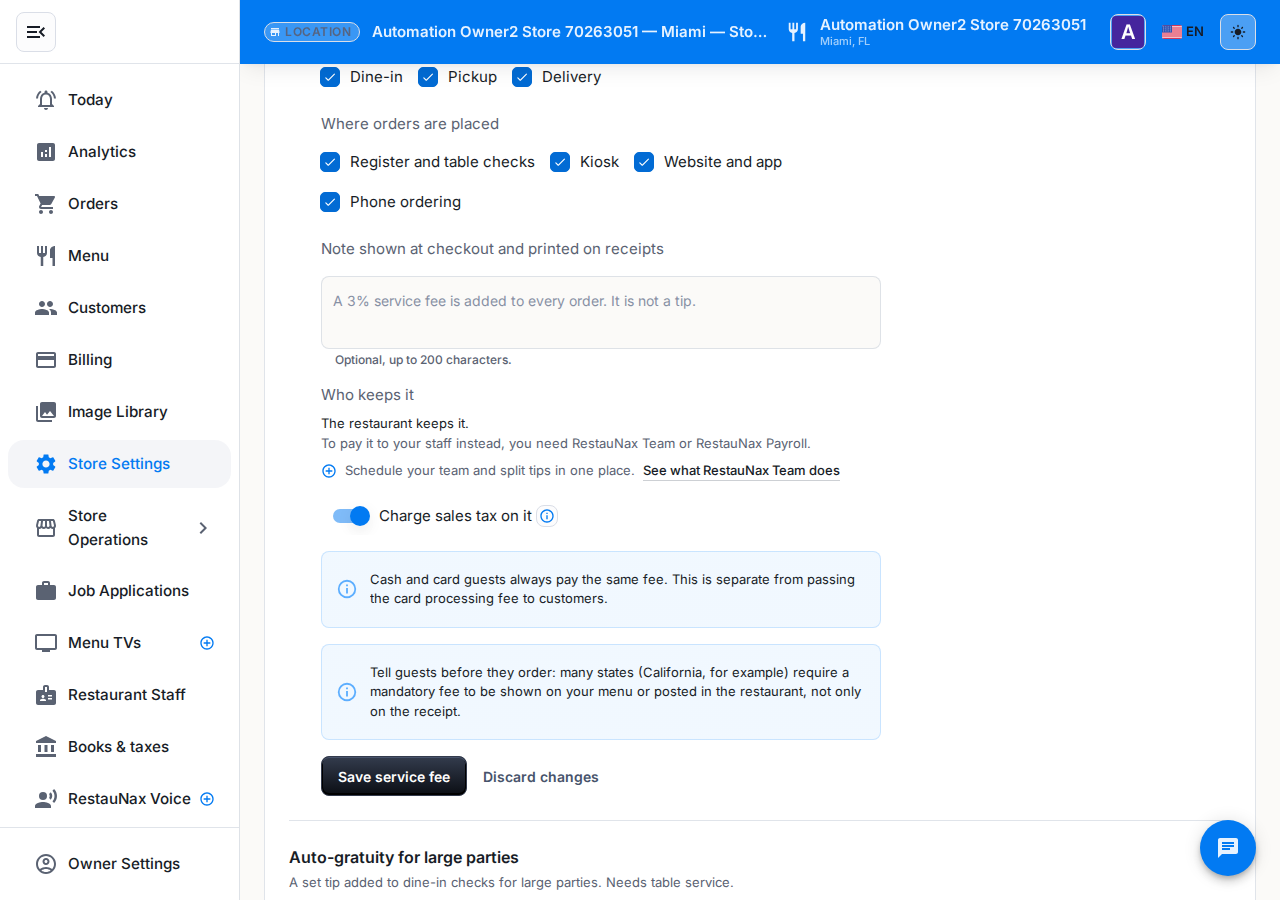 LOCATION
Automation Owner2 Store 70263051 — Miami — Sto...
Automation Owner2 Store 70263051
Miami, FL
A
EN
Today
Analytics
Orders
Menu
Customers
Billing
Image Library
Store Settings
Store
Operations
Job Applications
Menu TVs
Restaurant Staff
Books & taxes
RestauNax Voice
Owner Settings
Dine-in Pickup Delivery
Where orders are placed
Register and table checks Kiosk Website and app
Phone ordering
Note shown at checkout and printed on receipts
A 3% service fee is added to every order. It is not a tip.
Optional, up to 200 characters.
Who keeps it
The restaurant keeps it.
To pay it to your staff instead, you need RestauNax Team or RestauNax Payroll.
Schedule your team and split tips in one place. See what RestauNax Team does
Charge sales tax on it
Cash and card guests always pay the same fee. This is separate from passing
the card processing fee to customers.
Tell guests before they order: many states (California, for example) require a
mandatory fee to be shown on your menu or posted in the restaurant, not only
on the receipt.
Save service fee Discard changes
Auto-gratuity for large parties
A set tip added to dine-in checks for large parties. Needs table service.